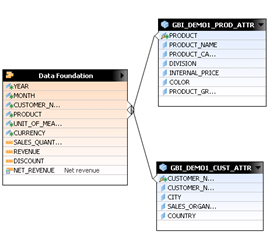 Data Foundation
YEAR
MONTH
CUSTOMER_N...
PRODUCT
UNIT_OF_MEA...
CURRENCY
SALES_QUANT...
REVENUE
DISCOUNT
NET_REVENUE Net revenue
GBI_DEMO1_PROD_ATTR
PRODUCT
PRODUCT_NAME
PRODUCT_CA...
DIVISION
INTERNAL_PRICE
COLOR
PRODUCT_GR...
GBI_DEMO1_CUST_ATTR
CUSTOMER_N...
CUSTOMER_N...
CITY
SALES_ORGAN...
COUNTRY